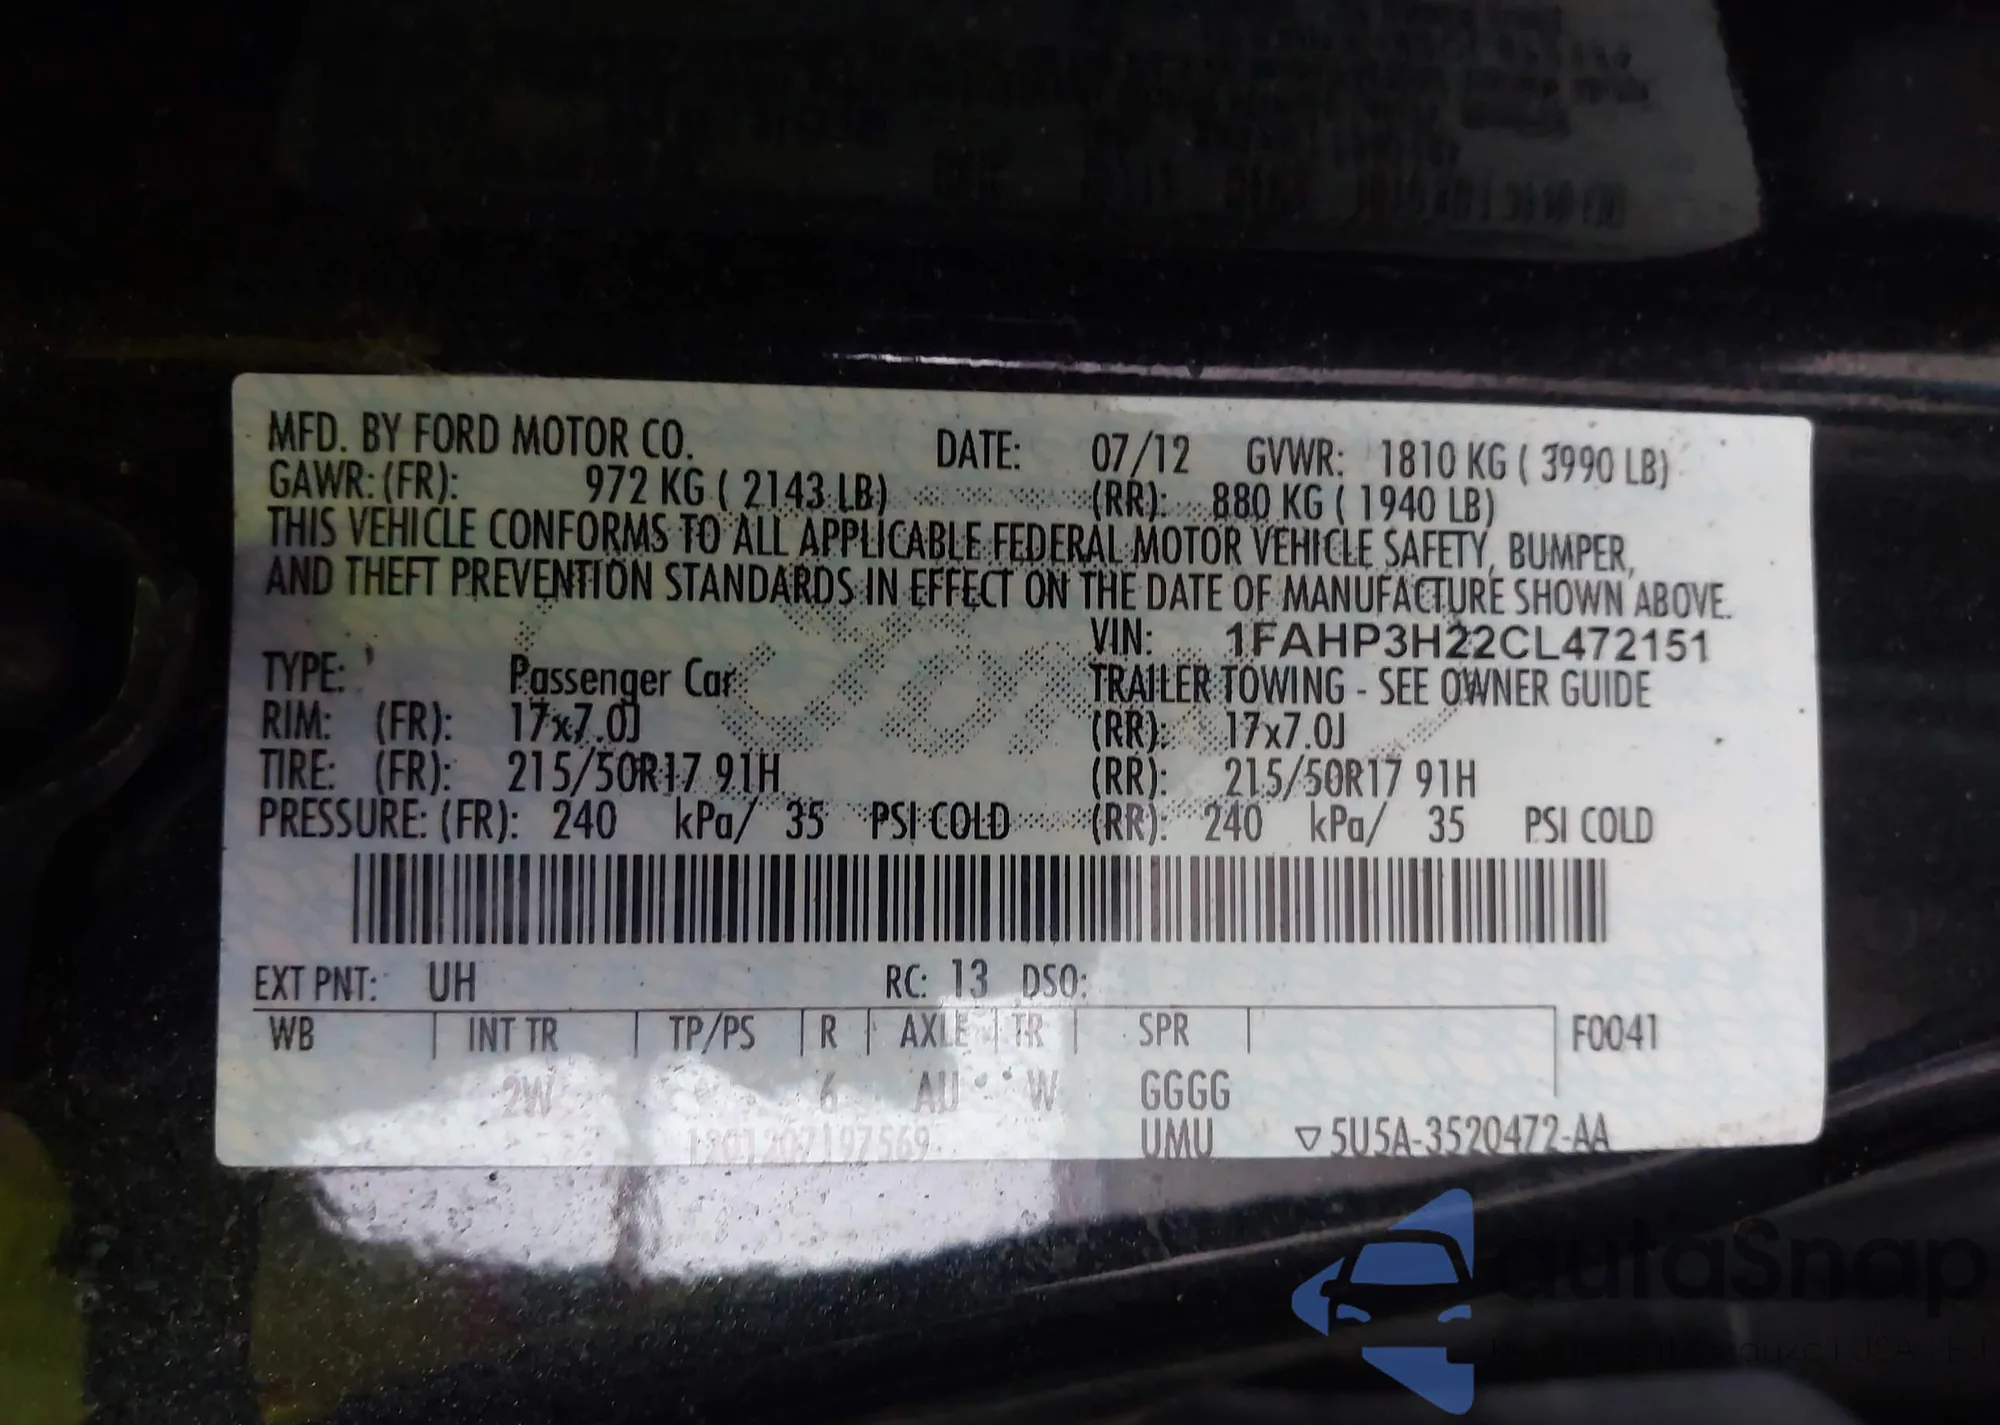 MFD. BY FORD MOTOR CO. DATE: 07/12 GVWR: 1810 KG ( 3990 LB)
GAWR: (FR): 972 KG ( 2143 LB) (RR): 880 KG ( 1940 LB)
THIS VEHICLE CONFORMS TO ALL APPLICABLE FEDERAL MOTOR VEHICLE SAFETY, BUMPER,
AND THEFT PREVENTION STANDARDS IN EFFECT ON THE DATE OF MANUFACTURE SHOWN ABOVE.
VIN: 1FAHP3H22CL472151
TYPE: Passenger Car TRAILER TOWING - SEE OWNER GUIDE
RIM: (FR): 17x7.0J (RR): 17x7.0J
TIRE: (FR): 215/50R17 91H (RR): 215/50R17 91H
PRESSURE: (FR): 240 kPa/ 35 PSI COLD (RR): 240 kPa/ 35 PSI COLD
EXT PNT: UH RC: 13 DSO:
WB INT TR TP/PS R AXLE TR SPR F0041
2W 6 AU W GGGG
1201207197569 UMU ▽5U5A-3520472-AA
autoSnap